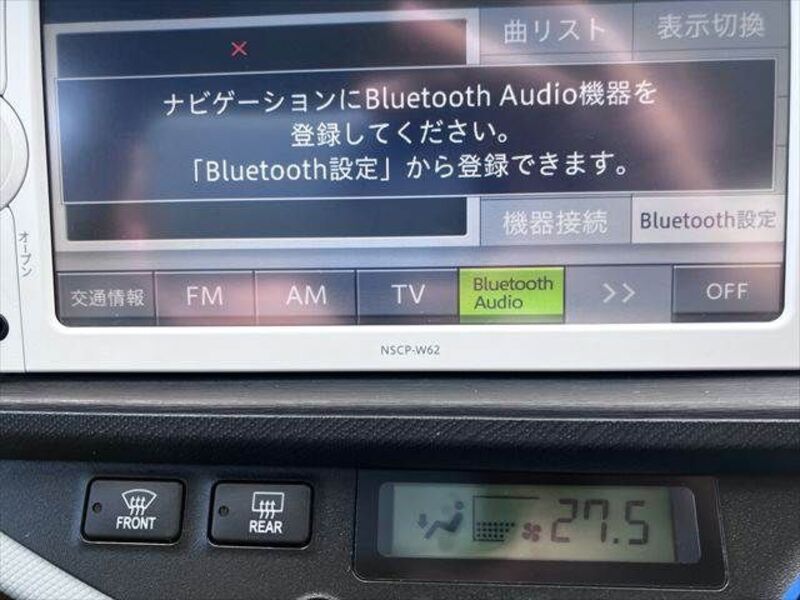 曲リスト 表示切換
ナビゲーションにBluetooth Audio機器を
登録してください。
「Bluetooth設定」から登録できます。
機器接続 Bluetooth設定
オープン
交通情報 FM AM TV Bluetooth Audio >> OFF
NSCP-W62
FRONT REAR 27.5